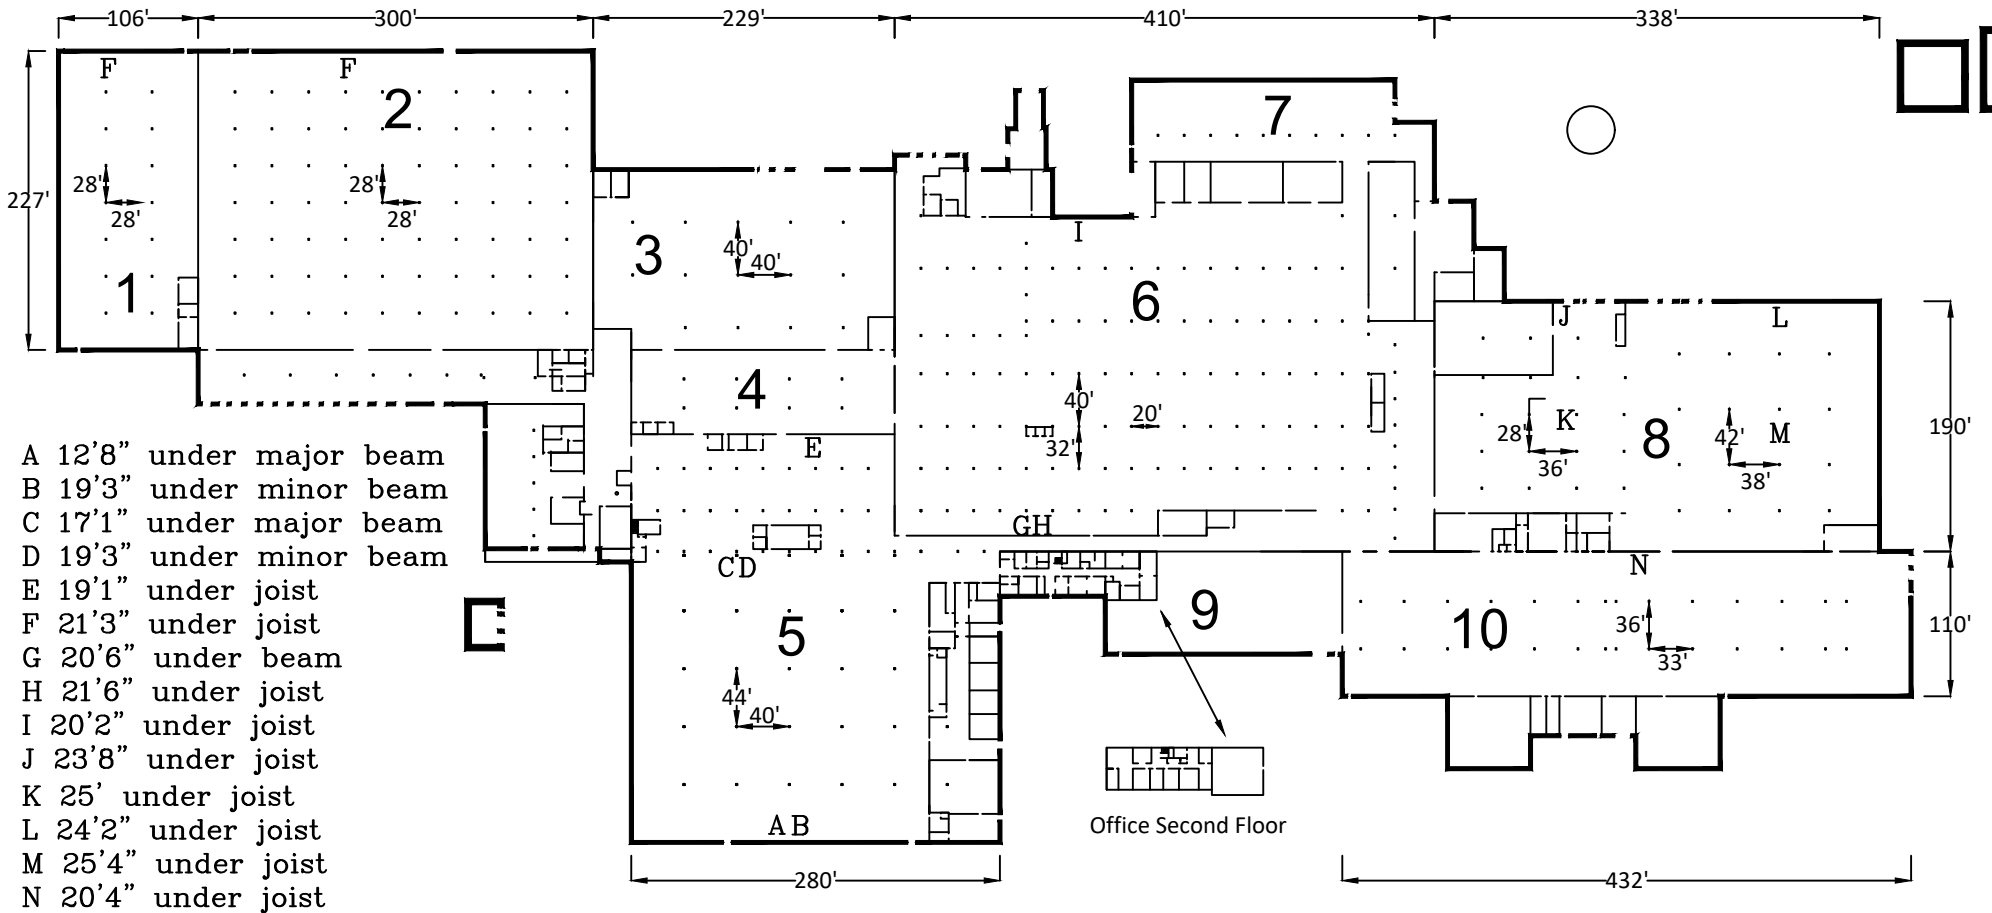 106' 300' 229' 410' 338'
F F
2 7
28' 28'
227' 28' 28'
I
3 40' 40'
1 6
J L
4 40' 20'
E 32'
K 28' 36'
8 42' M 38'
190'
GH
CD
N
5 9 10 36' 33'
110'
44' 40'
AB
Office Second Floor
280' 432'
A 12'8" under major beam
B 19'3" under minor beam
C 17'1" under major beam
D 19'3" under minor beam
E 19'1" under joist
F 21'3" under joist
G 20'6" under beam
H 21'6" under joist
I 20'2" under joist
J 23'8" under joist
K 25' under joist
L 24'2" under joist
M 25'4" under joist
N 20'4" under joist